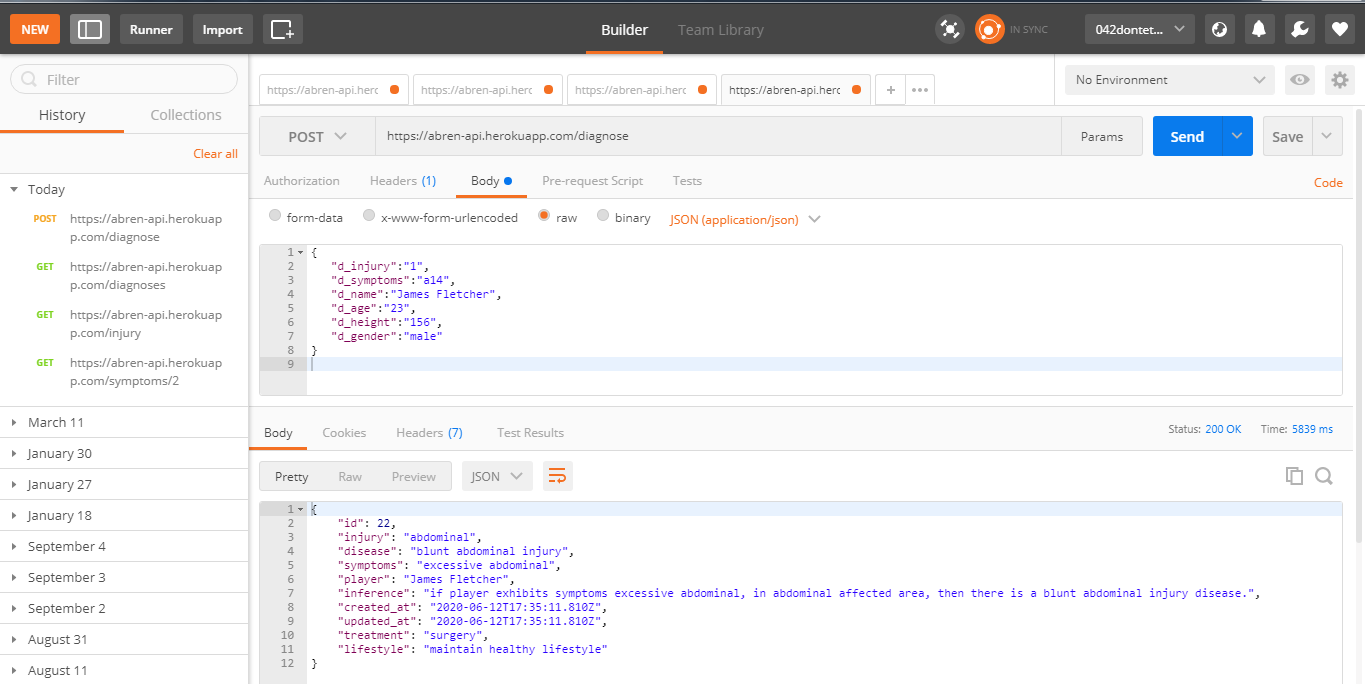 NEW Runner Import Builder Team Library IN SYNC 042dontet...
Filter
History Collections
Clear all
Today
POST https://abren-api.herokuap
p.com/diagnose
GET https://abren-api.herokuap
p.com/diagnoses
GET https://abren-api.herokuap
p.com/injury
GET https://abren-api.herokuap
p.com/symptoms/2
March 11
January 30
January 27
January 18
September 4
September 3
September 2
August 31
August 11
https://abren-api.herc https://abren-api.herc https://abren-api.herc https://abren-api.herc + ••• No Environment
POST https://abren-api.herokuapp.com/diagnose Params Send Save
Authorization Headers (1) Body Pre-request Script Tests Code
form-data x-www-form-urlencoded raw binary JSON (application/json)
1 {
2 "d_injury":"1",
3 "d_symptoms":"a14",
4 "d_name":"James Fletcher",
5 "d_age":"23",
6 "d_height":"156",
7 "d_gender":"male"
8 }
9
Body Cookies Headers (7) Test Results Status: 200 OK Time: 5839 ms
Pretty Raw Preview JSON
1 {
2 "id": 22,
3 "injury": "abdominal",
4 "disease": "blunt abdominal injury",
5 "symptoms": "excessive abdominal",
6 "player": "James Fletcher",
7 "inference": "if player exhibits symptoms excessive abdominal, in abdominal affected area, then there is a blunt abdominal injury disease.",
8 "created_at": "2020-06-12T17:35:11.810Z",
9 "updated_at": "2020-06-12T17:35:11.810Z",
10 "treatment": "surgery",
11 "lifestyle": "maintain healthy lifestyle"
12 }